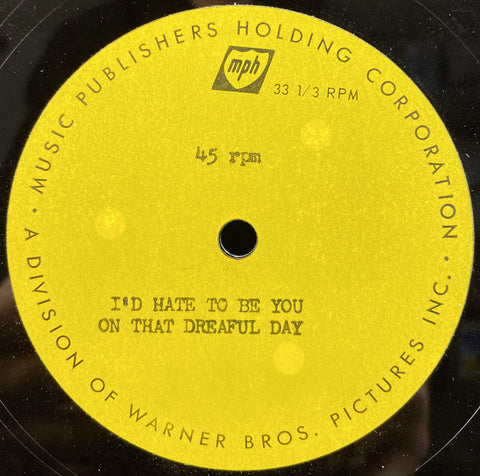 MUSIC PUBLISHERS HOLDING CORPORATION
mph
33 1/3 RPM
45 rpm
I'D HATE TO BE YOU
ON THAT DREAFUL DAY
• A DIVISION OF WARNER BROS. PICTURES INC. •